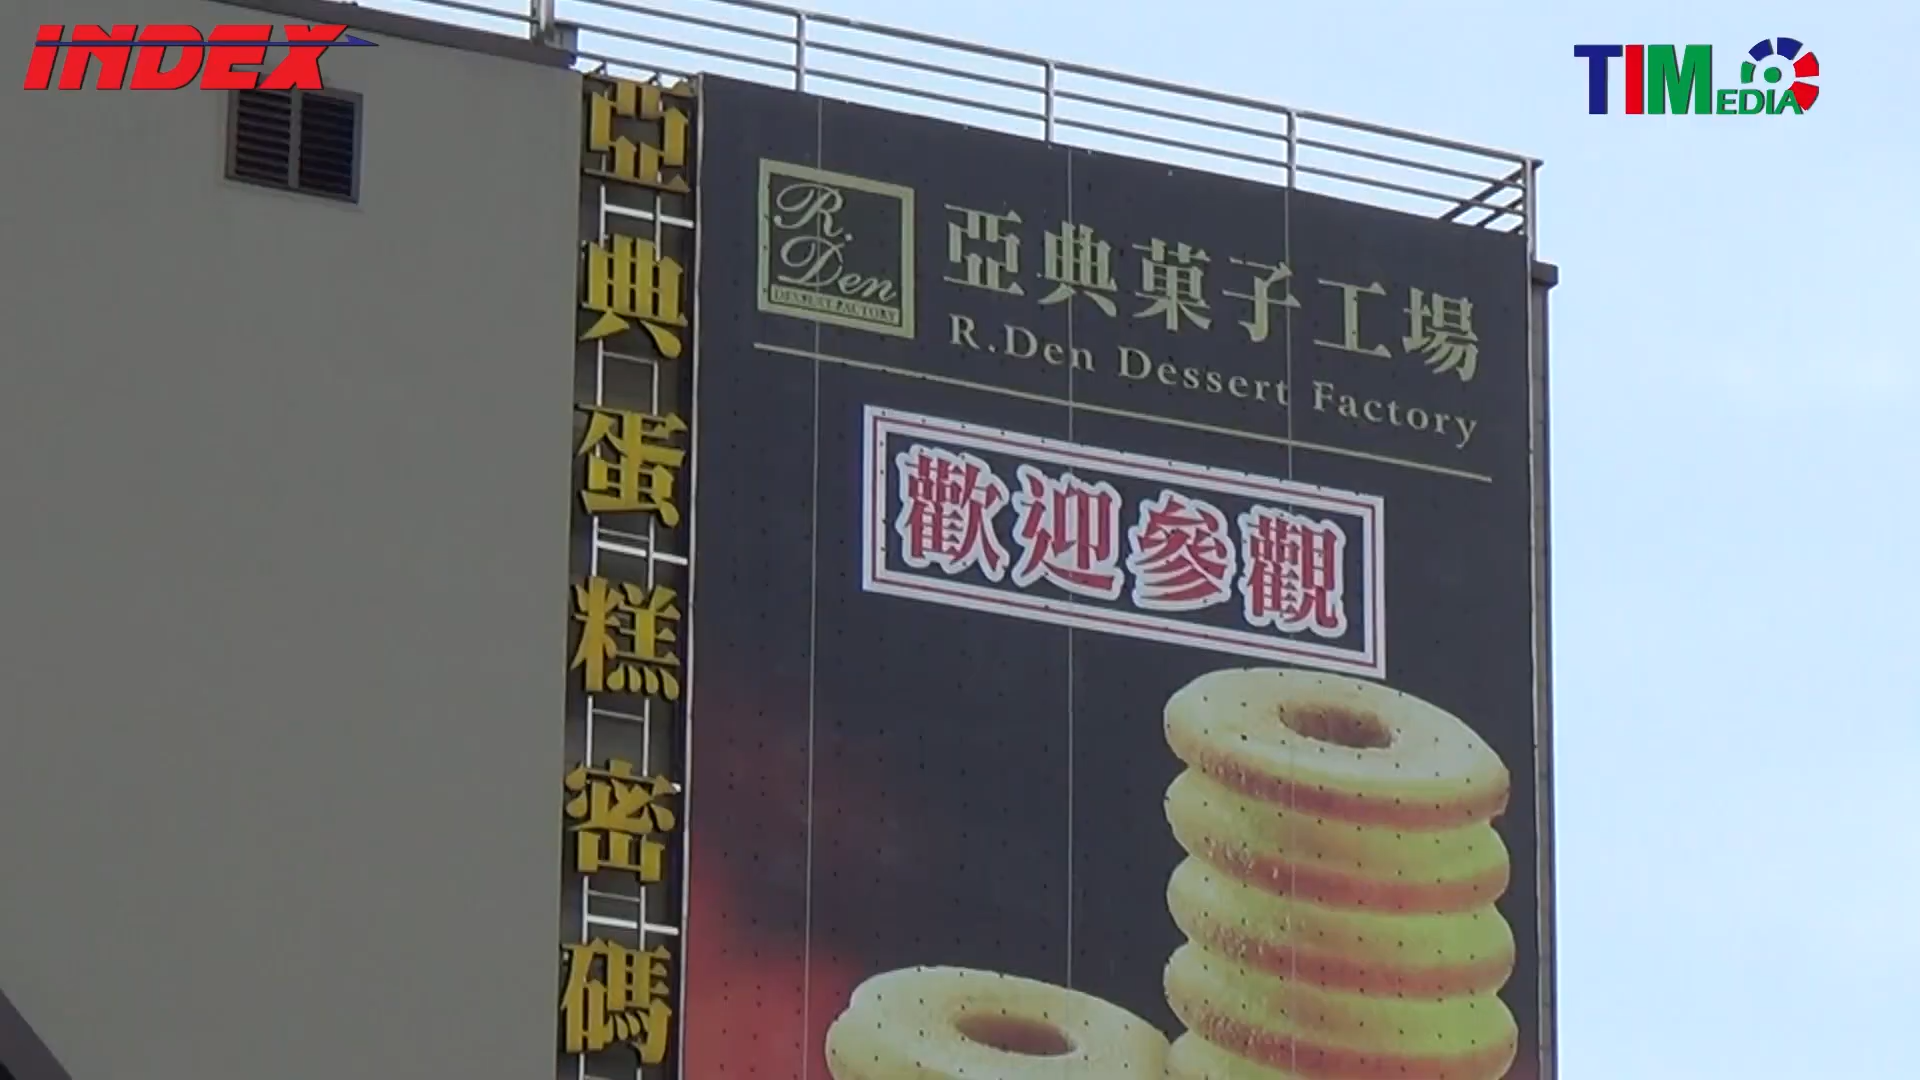 INDEX
TIMEDIA
亞典蛋糕密碼
R.
Den
DESSERT FACTORY
亞典菓子工場
R.Den Dessert Factory
歡迎參觀